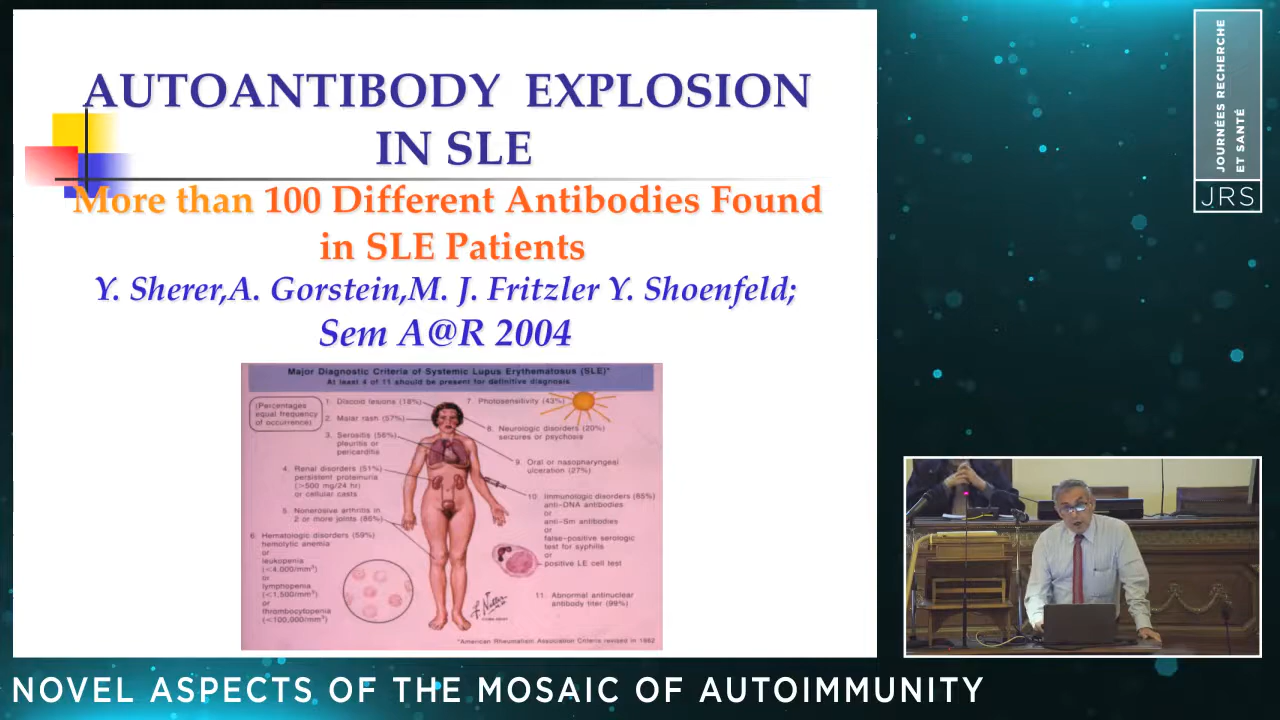 AUTOANTIBODY EXPLOSION
IN SLE
More than 100 Different Antibodies Found
in SLE Patients
Y. Sherer,A. Gorstein,M. J. Fritzler Y. Shoenfeld;
Sem A@R 2004
Major Diagnostic Criteria of Systemic Lupus Erythematosus (SLE)*
At least 4 of 11 should be present for definitive diagnosis
(Percentages
equal frequency
of occurrence)
1. Discoid lesions (18%)
2. Malar rash (57%)
3. Serositis (56%)
pleuritis or
pericarditis
4. Renal disorders (51%)
persistent proteinuria
(>500 mg/24 hr)
or cellular casts
5. Nonerosive arthritis in
2 or more joints (86%)
6. Hematologic disorders (59%)
hemolytic anemia
or
leukopenia
(<4,000/mm³)
or
lymphopenia
(<1,500/mm³)
or
thrombocytopenia
(<100,000/mm³)
7. Photosensitivity (43%)
8. Neurologic disorders (20%)
seizures or psychosis
9. Oral or nasopharyngeal
ulceration (27%)
10. Immunologic disorders (85%)
anti-DNA antibodies
or
anti-Sm antibodies
or
false-positive serologic
test for syphilis
or
positive LE cell test
11. Abnormal antinuclear
antibody titer (99%)
*American Rheumatism Association Criteria revised in 1982
JOURNÉES RECHERCHE
ET SANTÉ
JRS
NOVEL ASPECTS OF THE MOSAIC OF AUTOIMMUNITY